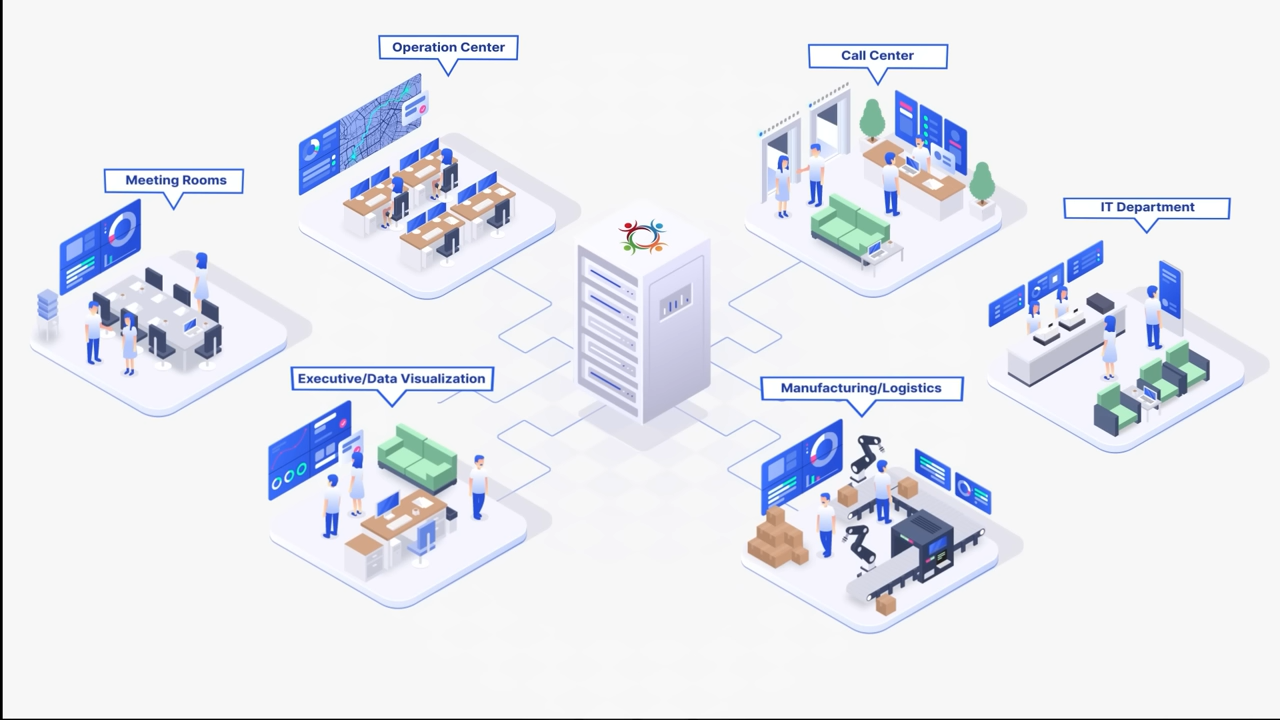 Operation Center
Call Center
Meeting Rooms
IT Department
Executive/Data Visualization
Manufacturing/Logistics